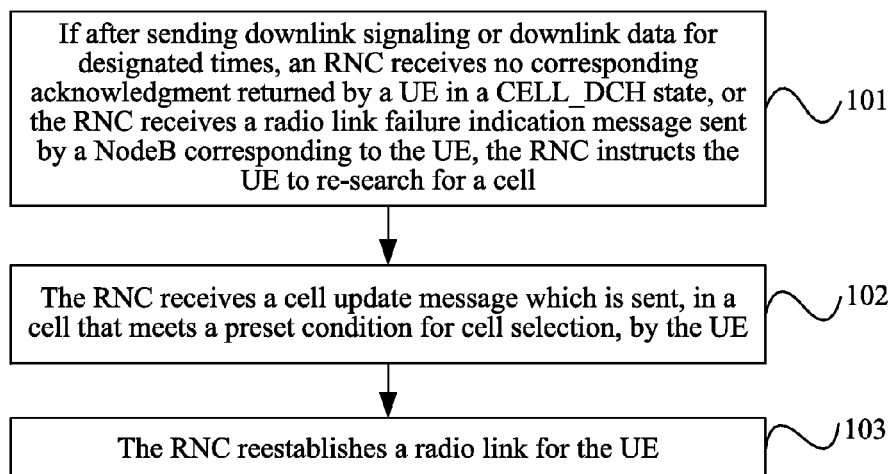 If after sending downlink signaling or downlink data for
designated times, an RNC receives no corresponding
acknowledgment returned by a UE in a CELL_DCH state, or
the RNC receives a radio link failure indication message sent
by a NodeB corresponding to the UE, the RNC instructs the
UE to re-search for a cell
101
The RNC receives a cell update message which is sent, in a
cell that meets a preset condition for cell selection, by the UE
102
The RNC reestablishes a radio link for the UE
103